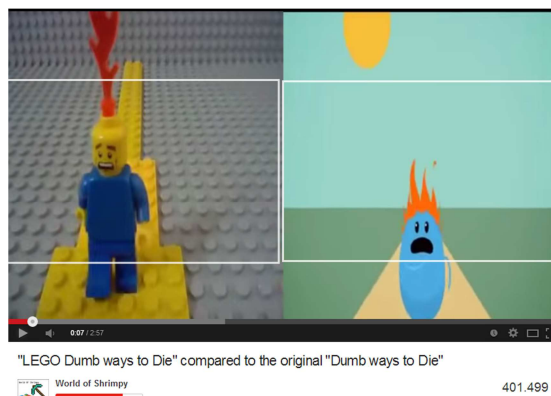 0:07 / 2:57
"LEGO Dumb ways to Die" compared to the original "Dumb ways to Die"
World of Shrimpy
401.499